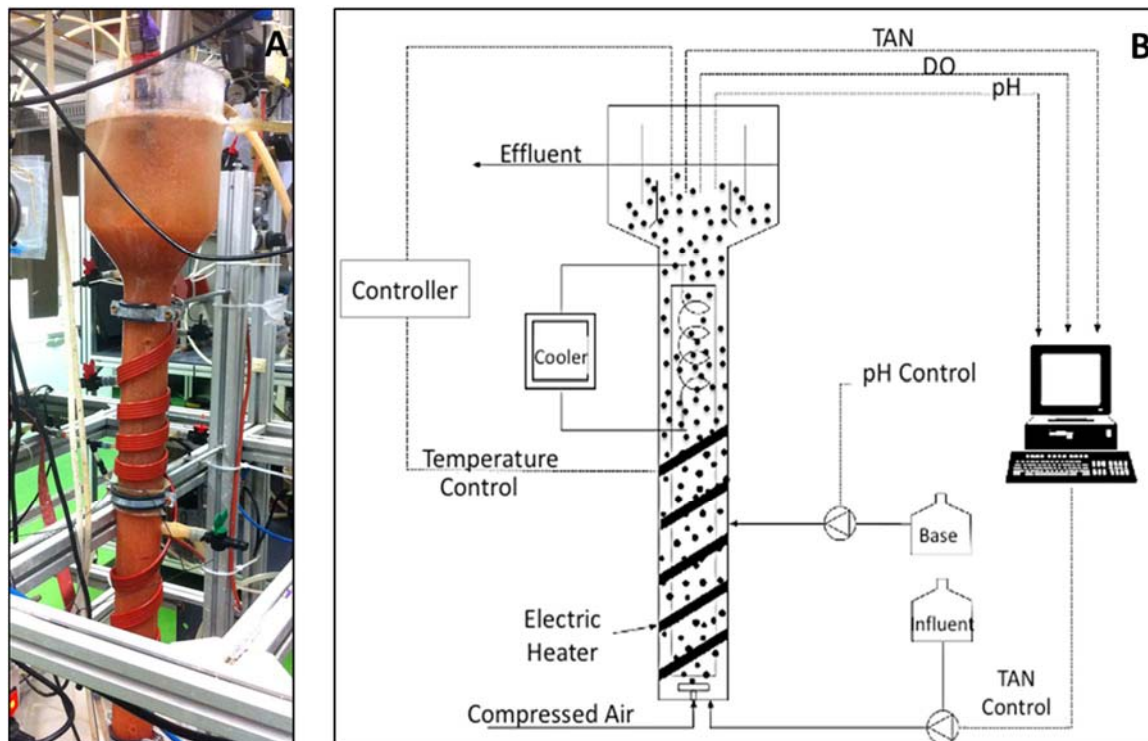 A
B
TAN
DO
pH
Effluent
Controller
Cooler
pH Control
Temperature
Control
Base
Influent
Electric
Heater
TAN
Control
Compressed Air